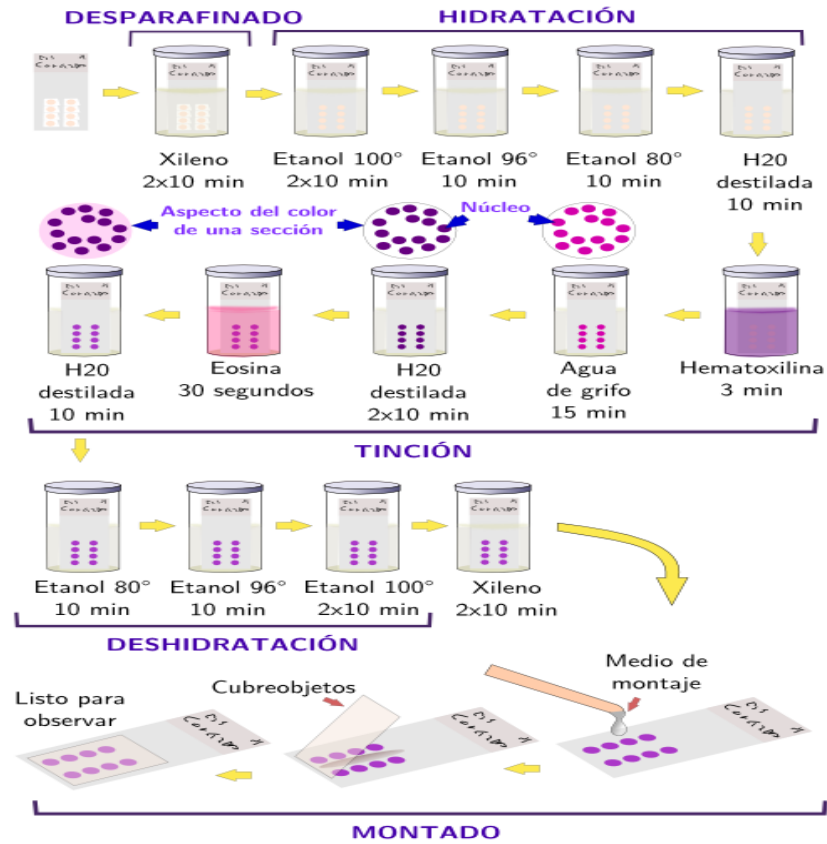 DESPARAFINADO
HIDRATACIÓN
Corazon
Xileno
2x10 min
Etanol 100°
2x10 min
Etanol 96°
10 min
Etanol 80°
10 min
H20
destilada
10 min
Aspecto del color
de una sección
Núcleo
H20
destilada
10 min
Eosina
30 segundos
H20
destilada
2x10 min
Agua
de grifo
15 min
Hematoxilina
3 min
TINCIÓN
Etanol 80°
10 min
Etanol 96°
10 min
Etanol 100°
2x10 min
Xileno
2x10 min
DESHIDRATACIÓN
Listo para
observar
Cubreobjetos
Medio de
montaje
MONTADO